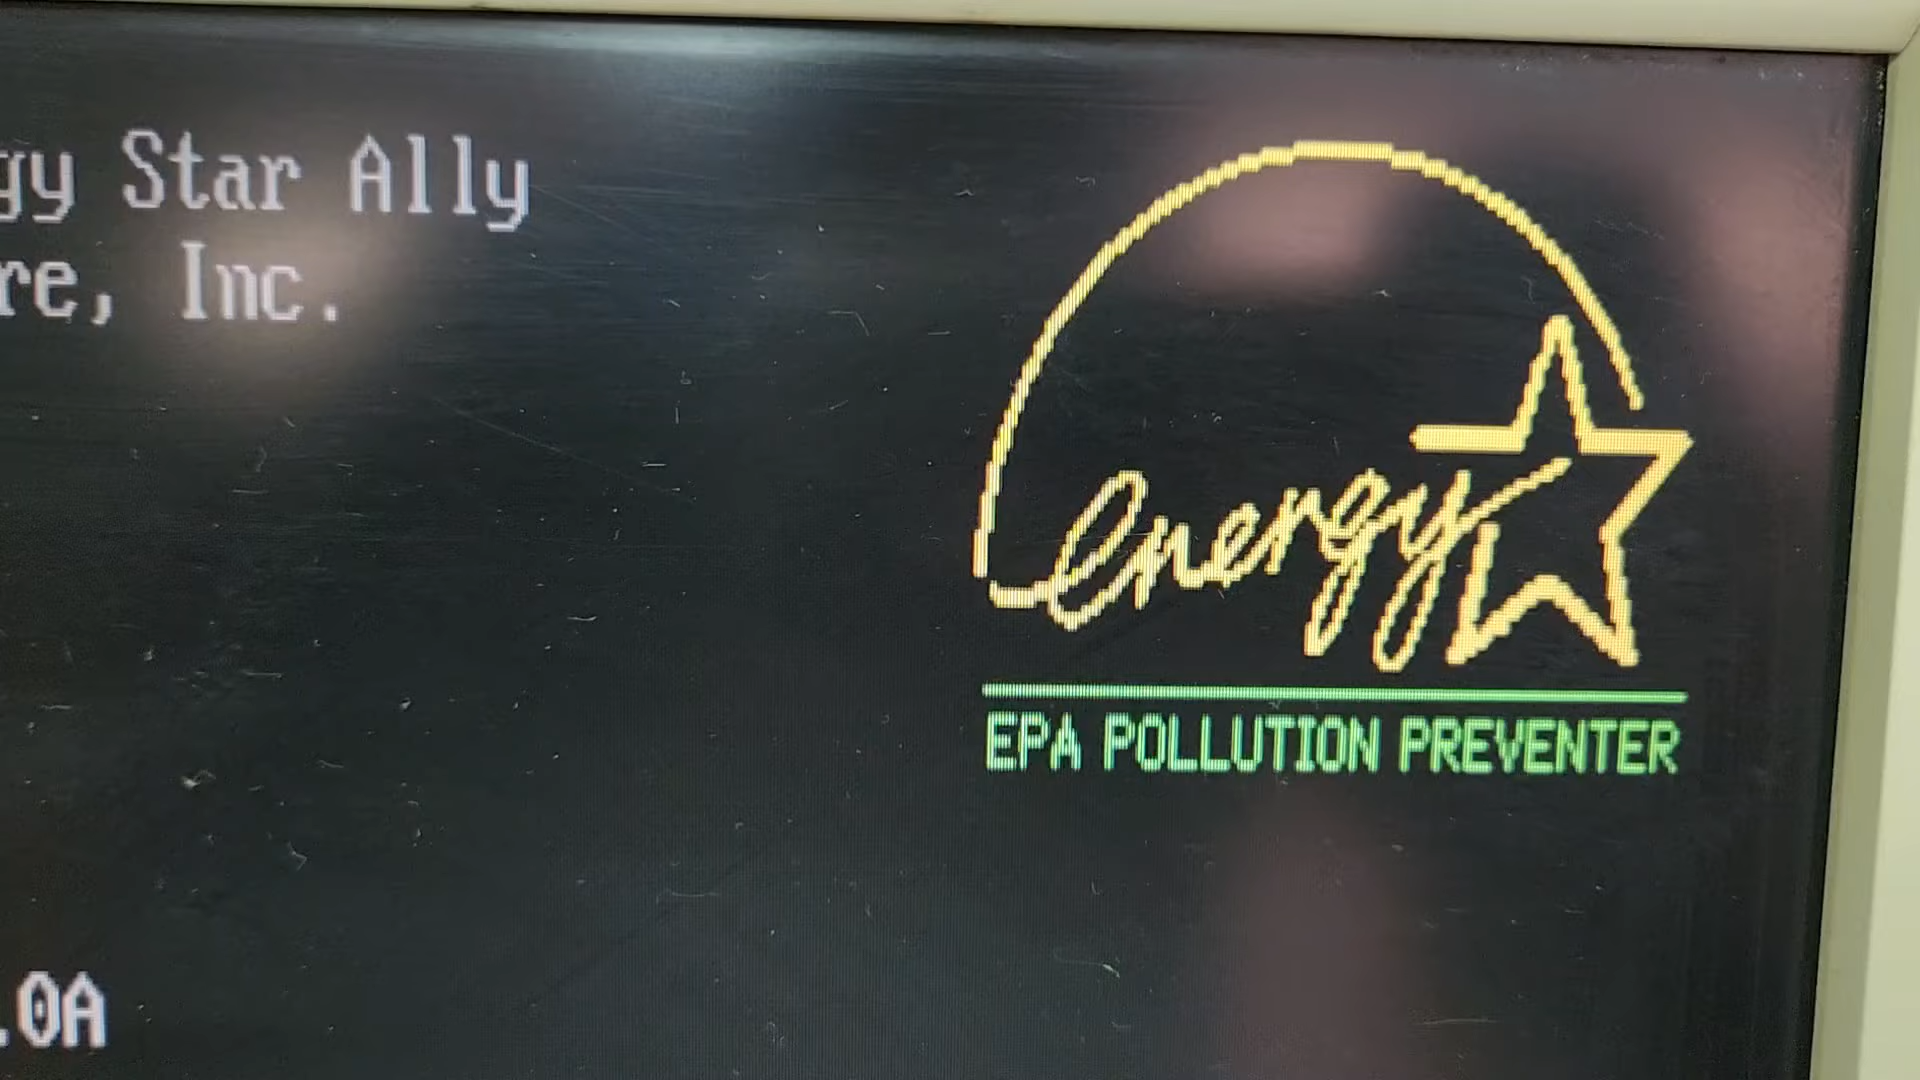 gy Star Ally
re, Inc.
energy
EPA POLLUTION PREVENTER
.0A